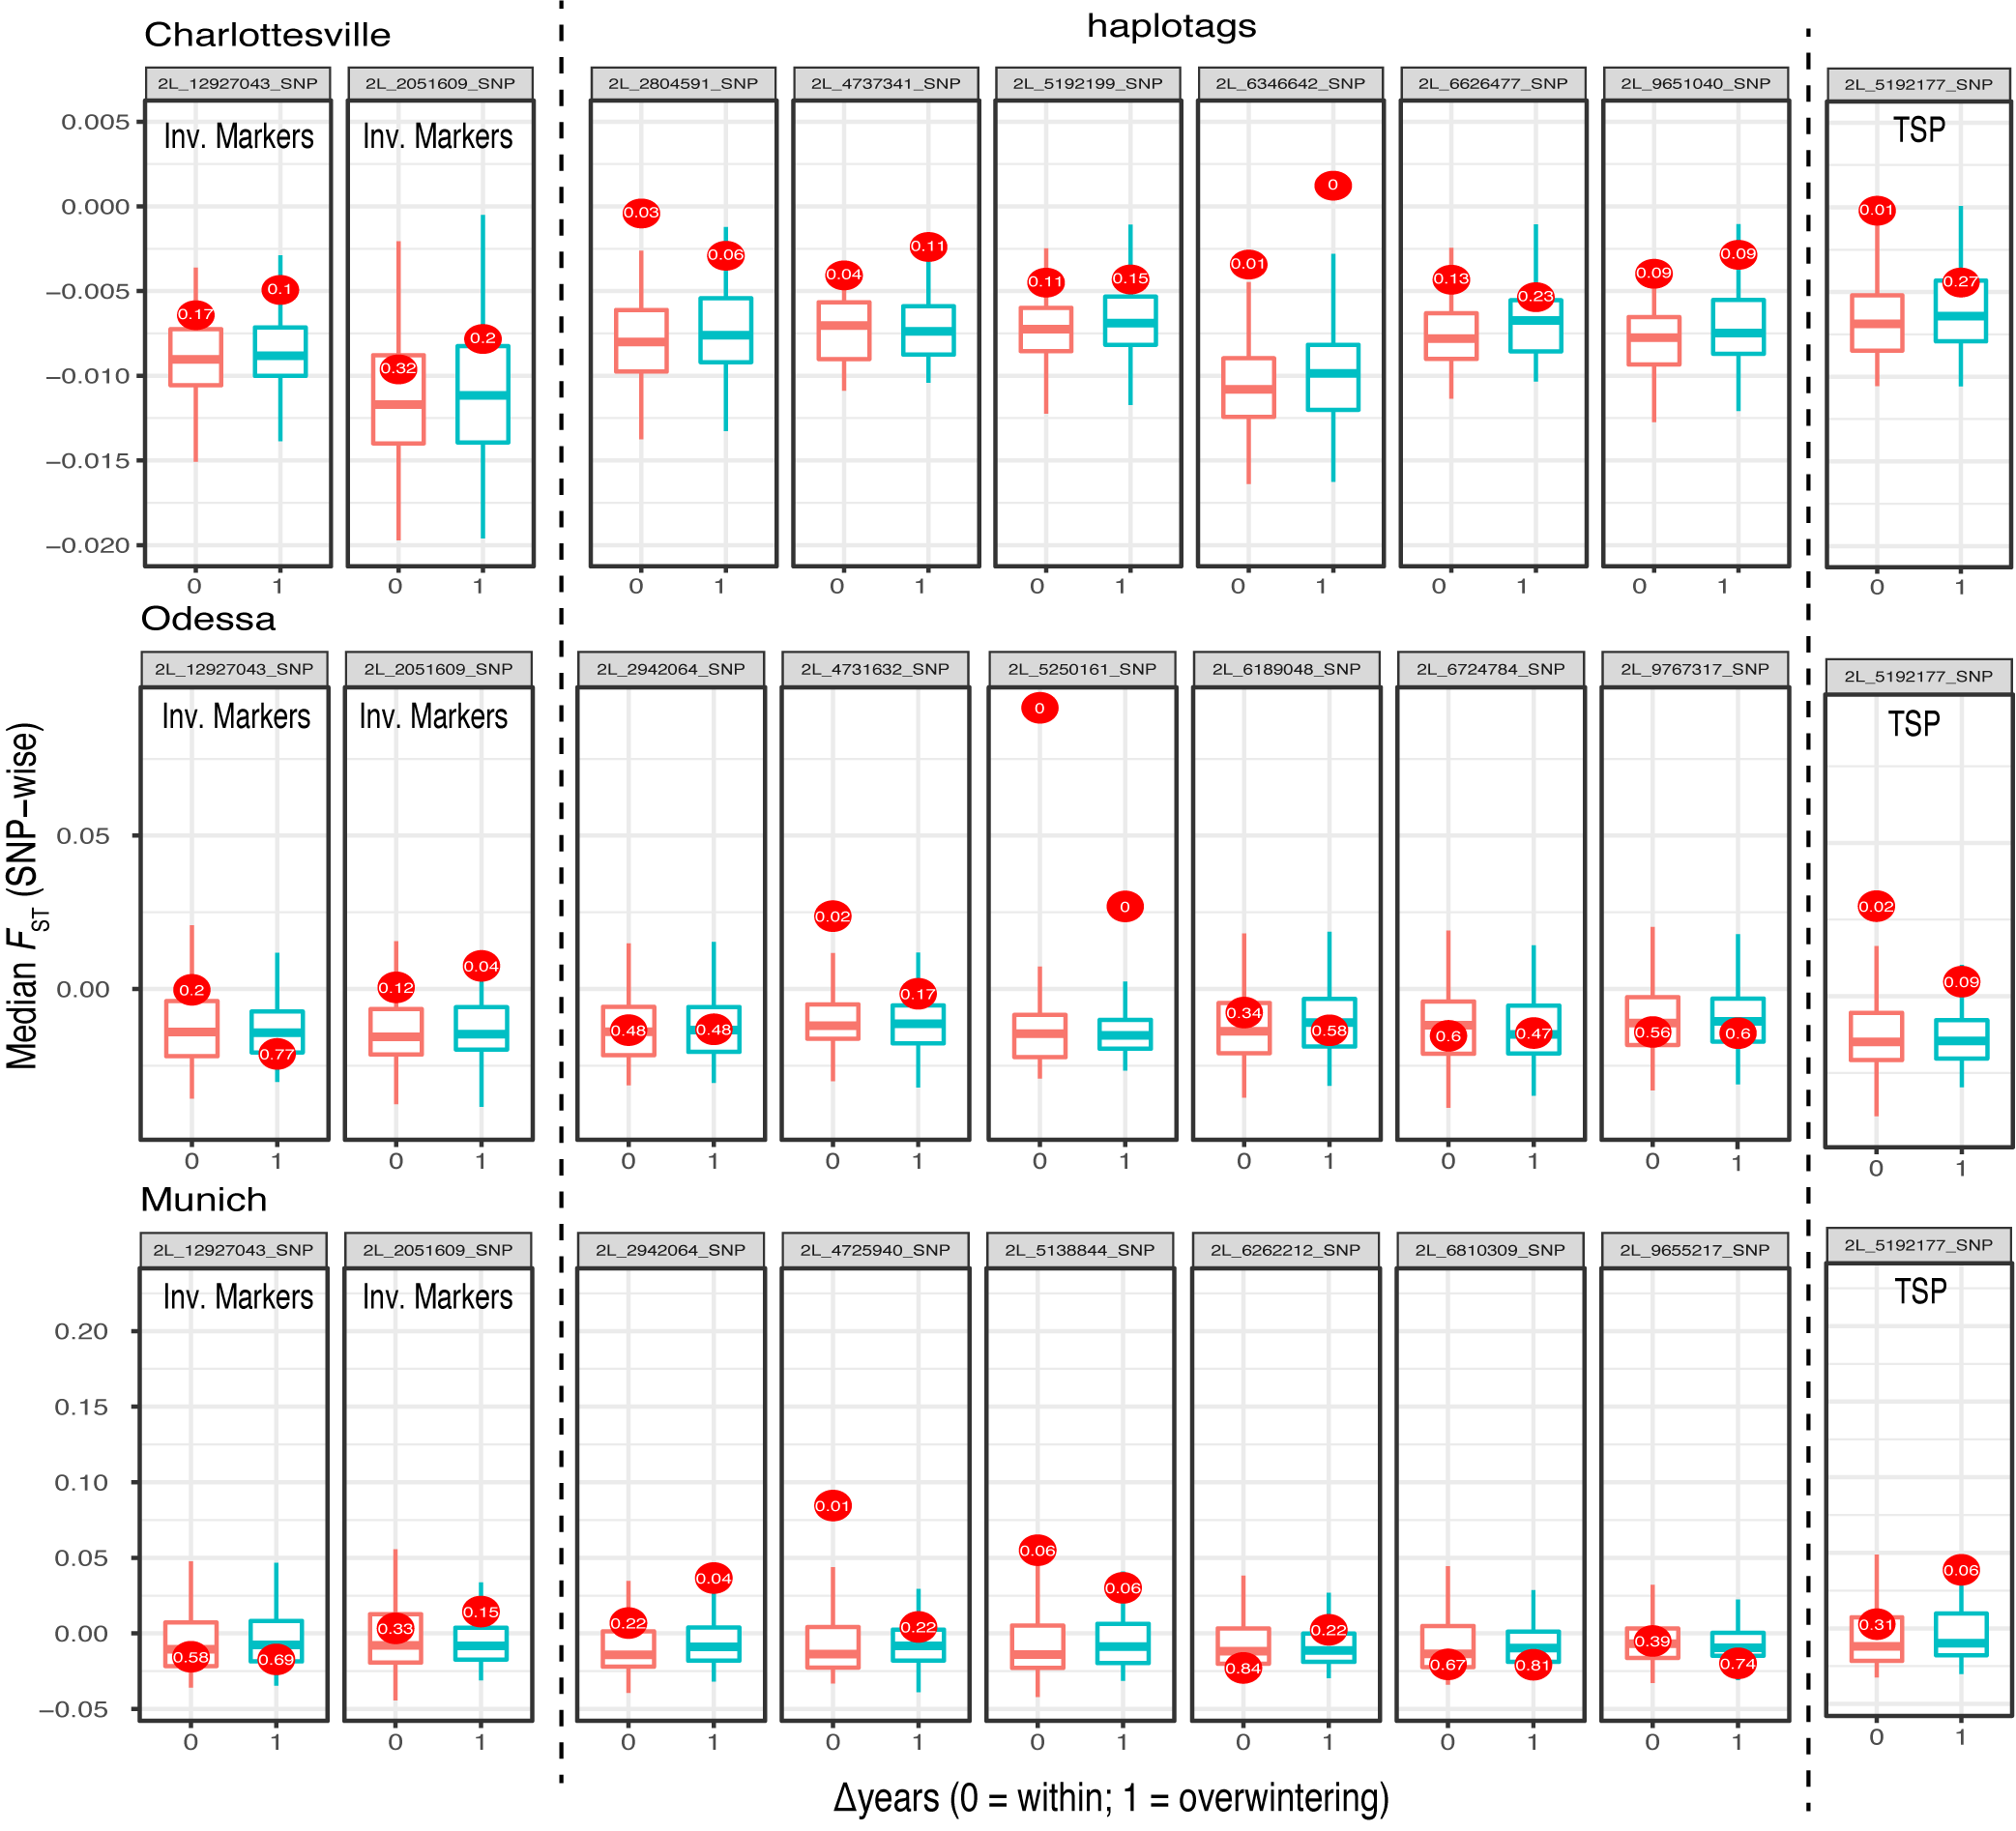 Charlottesville
haplotags
2L_12927043_SNP 2L_2051609_SNP 2L_2804591_SNP 2L_4737341_SNP 2L_5192199_SNP 2L_6346642_SNP 2L_6626477_SNP 2L_9651040_SNP 2L_5192177_SNP
Inv. Markers Inv. Markers TSP
0.005
0.000
−0.005
−0.010
−0.015
−0.020
0.17 0.1 0.32 0.2 0.03 0.06 0.04 0.11 0.11 0.15 0.01 0 0.13 0.23 0.09 0.09 0.01 0.27
0 1 0 1 0 1 0 1 0 1 0 1 0 1 0 1 0 1
Odessa
2L_12927043_SNP 2L_2051609_SNP 2L_2942064_SNP 2L_4731632_SNP 2L_5250161_SNP 2L_6189048_SNP 2L_6724784_SNP 2L_9767317_SNP 2L_5192177_SNP
Inv. Markers Inv. Markers TSP
Median FST (SNP−wise)
0.05
0.00
0.2 0.77 0.12 0.04 0.48 0.48 0.02 0.17 0 0 0.34 0.58 0.6 0.47 0.56 0.6 0.02 0.09
0 1 0 1 0 1 0 1 0 1 0 1 0 1 0 1 0 1
Munich
2L_12927043_SNP 2L_2051609_SNP 2L_2942064_SNP 2L_4725940_SNP 2L_5138844_SNP 2L_6262212_SNP 2L_6810309_SNP 2L_9655217_SNP 2L_5192177_SNP
Inv. Markers Inv. Markers TSP
0.20
0.15
0.10
0.05
0.00
−0.05
0.58 0.69 0.33 0.15 0.22 0.04 0.01 0.22 0.06 0.06 0.84 0.22 0.67 0.81 0.39 0.74 0.31 0.06
0 1 0 1 0 1 0 1 0 1 0 1 0 1 0 1 0 1
Δyears (0 = within; 1 = overwintering)